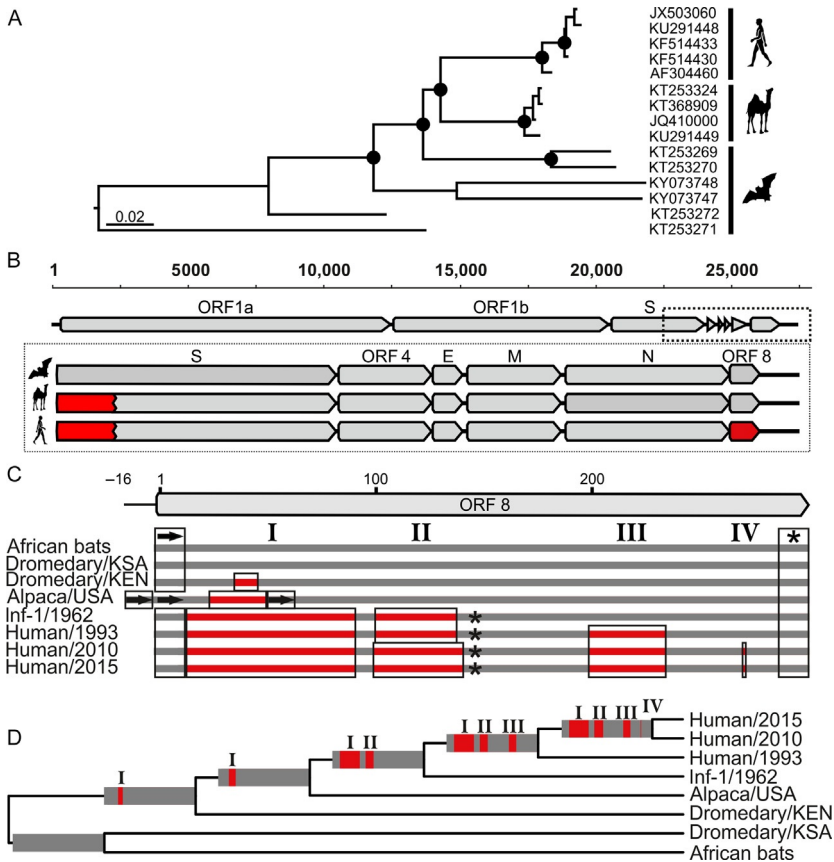 A
JX503060
KU291448
KF514433
KF514430
AF304460
KT253324
KT368909
JQ410000
KU291449
KT253269
KT253270
KY073748
KY073747
KT253272
KT253271
0.02
B
1 5000 10,000 15,000 20,000 25,000
ORF1a ORF1b S
S ORF 4 E M N ORF 8
C
–16 1 100 200
ORF 8
I II III IV *
African bats
Dromedary/KSA
Dromedary/KEN
Alpaca/USA
Inf-1/1962 *
Human/1993 *
Human/2010 *
Human/2015 *
D
I II III IV Human/2015
I II III Human/2010
I II Human/1993
I Inf-1/1962
I Alpaca/USA
Dromedary/KEN
Dromedary/KSA
African bats